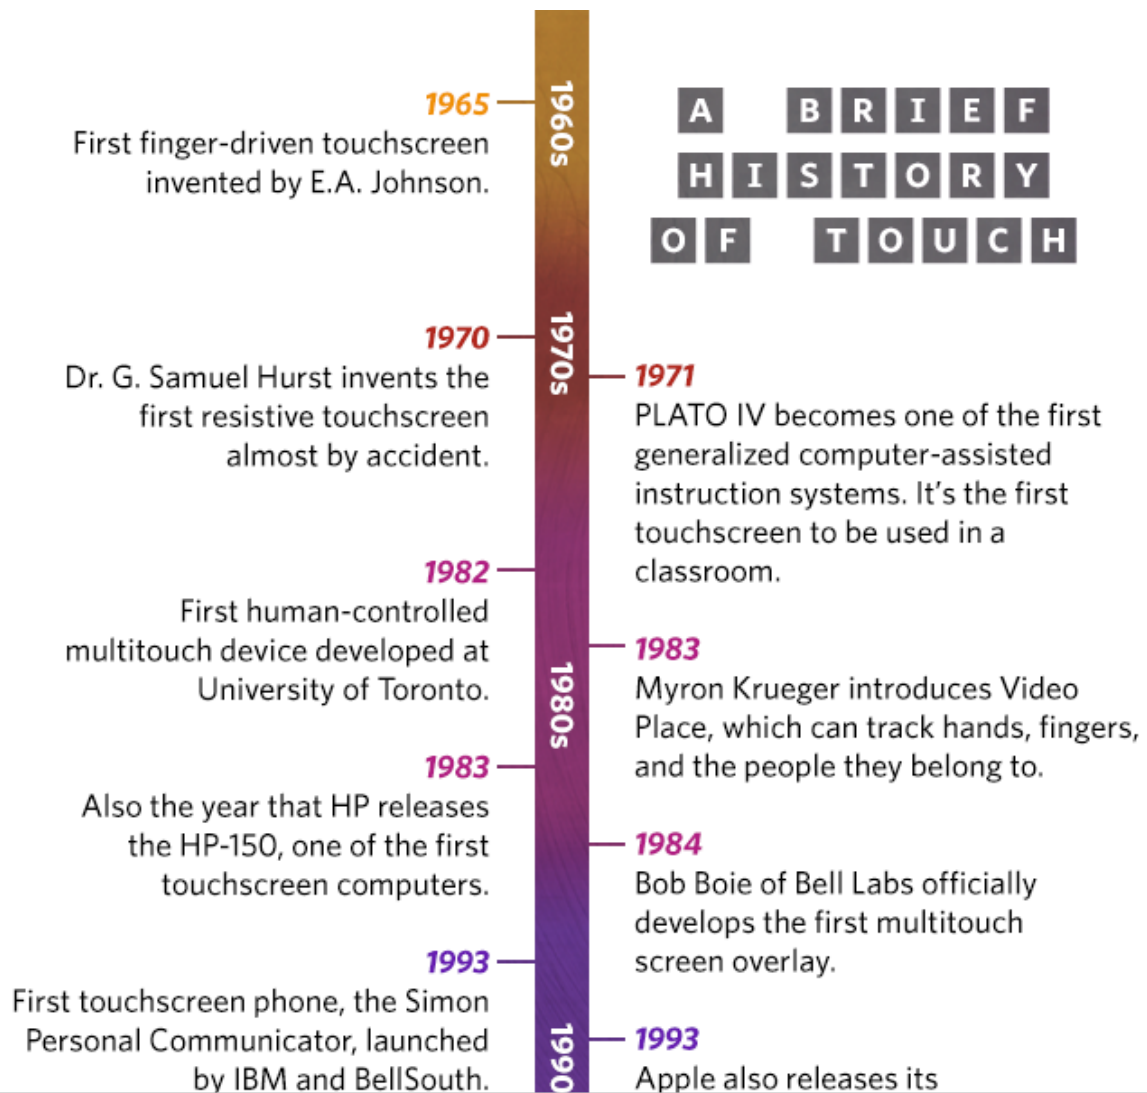 A BRIEF
HISTORY
OF TOUCH
1960s
1965
First finger-driven touchscreen
invented by E.A. Johnson.
1970s
1970
Dr. G. Samuel Hurst invents the
first resistive touchscreen
almost by accident.
1971
PLATO IV becomes one of the first
generalized computer-assisted
instruction systems. It’s the first
touchscreen to be used in a
classroom.
1980s
1982
First human-controlled
multitouch device developed at
University of Toronto.
1983
Myron Krueger introduces Video
Place, which can track hands, fingers,
and the people they belong to.
1983
Also the year that HP releases
the HP-150, one of the first
touchscreen computers.
1984
Bob Boie of Bell Labs officially
develops the first multitouch
screen overlay.
1990
1993
First touchscreen phone, the Simon
Personal Communicator, launched
by IBM and BellSouth.
1993
Apple also releases its